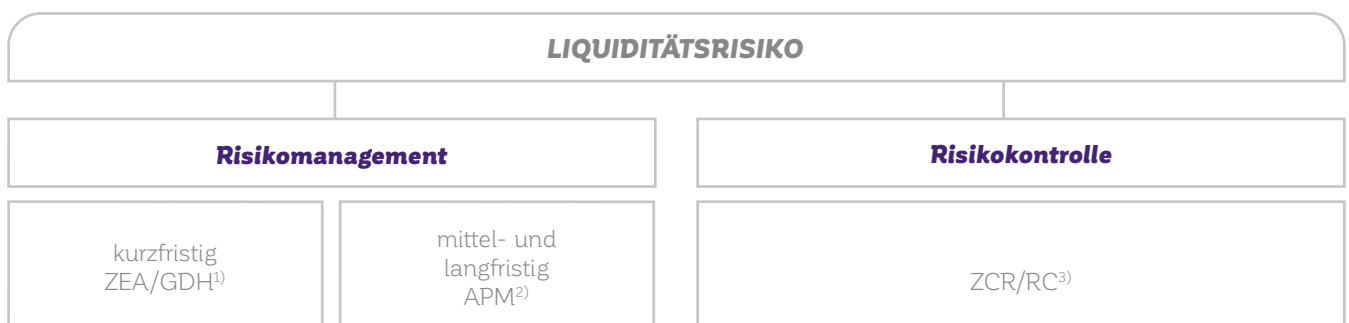 LIQUIDITÄTSRISIKO
Risikomanagement
Risikokontrolle
kurzfristig
ZEA/GDH1)
mittel- und
langfristig
APM2)
ZCR/RC3)